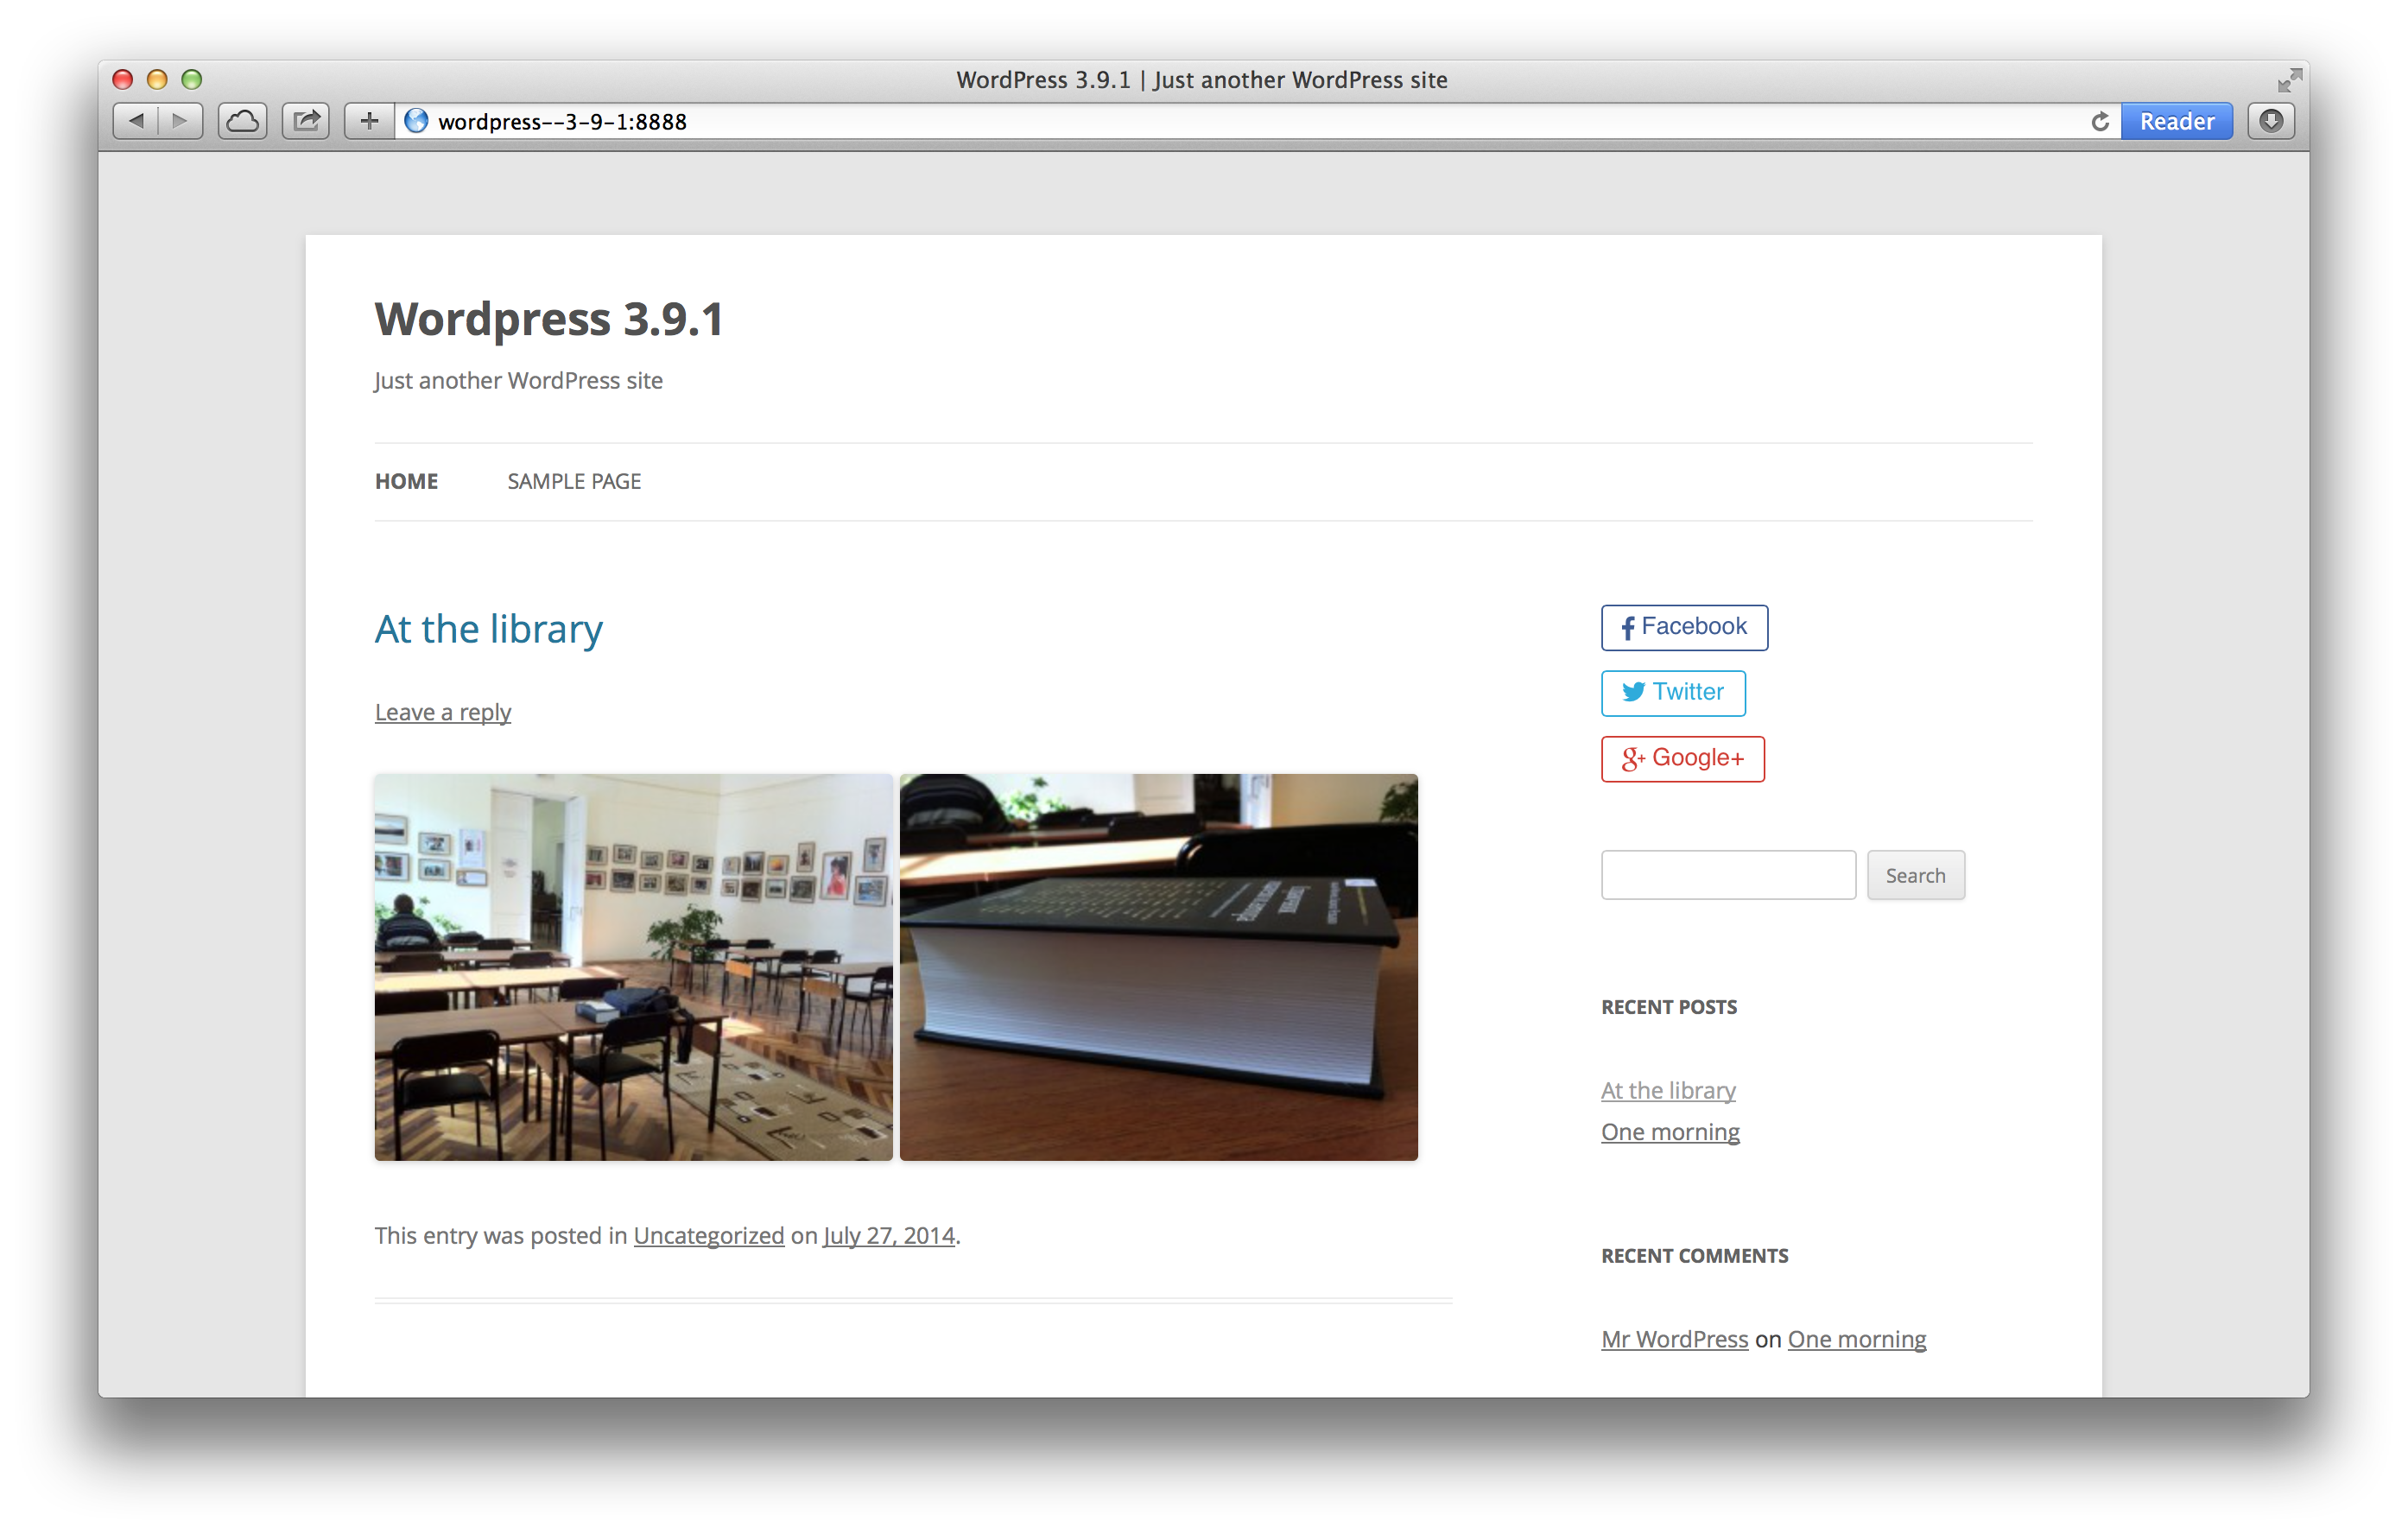 WordPress 3.9.1 | Just another WordPress site
wordpress--3-9-1:8888
Reader
Wordpress 3.9.1
Just another WordPress site
HOME SAMPLE PAGE
At the library
Leave a reply
This entry was posted in Uncategorized on July 27, 2014.
Facebook
Twitter
Google+
Search
RECENT POSTS
At the library
One morning
RECENT COMMENTS
Mr WordPress on One morning